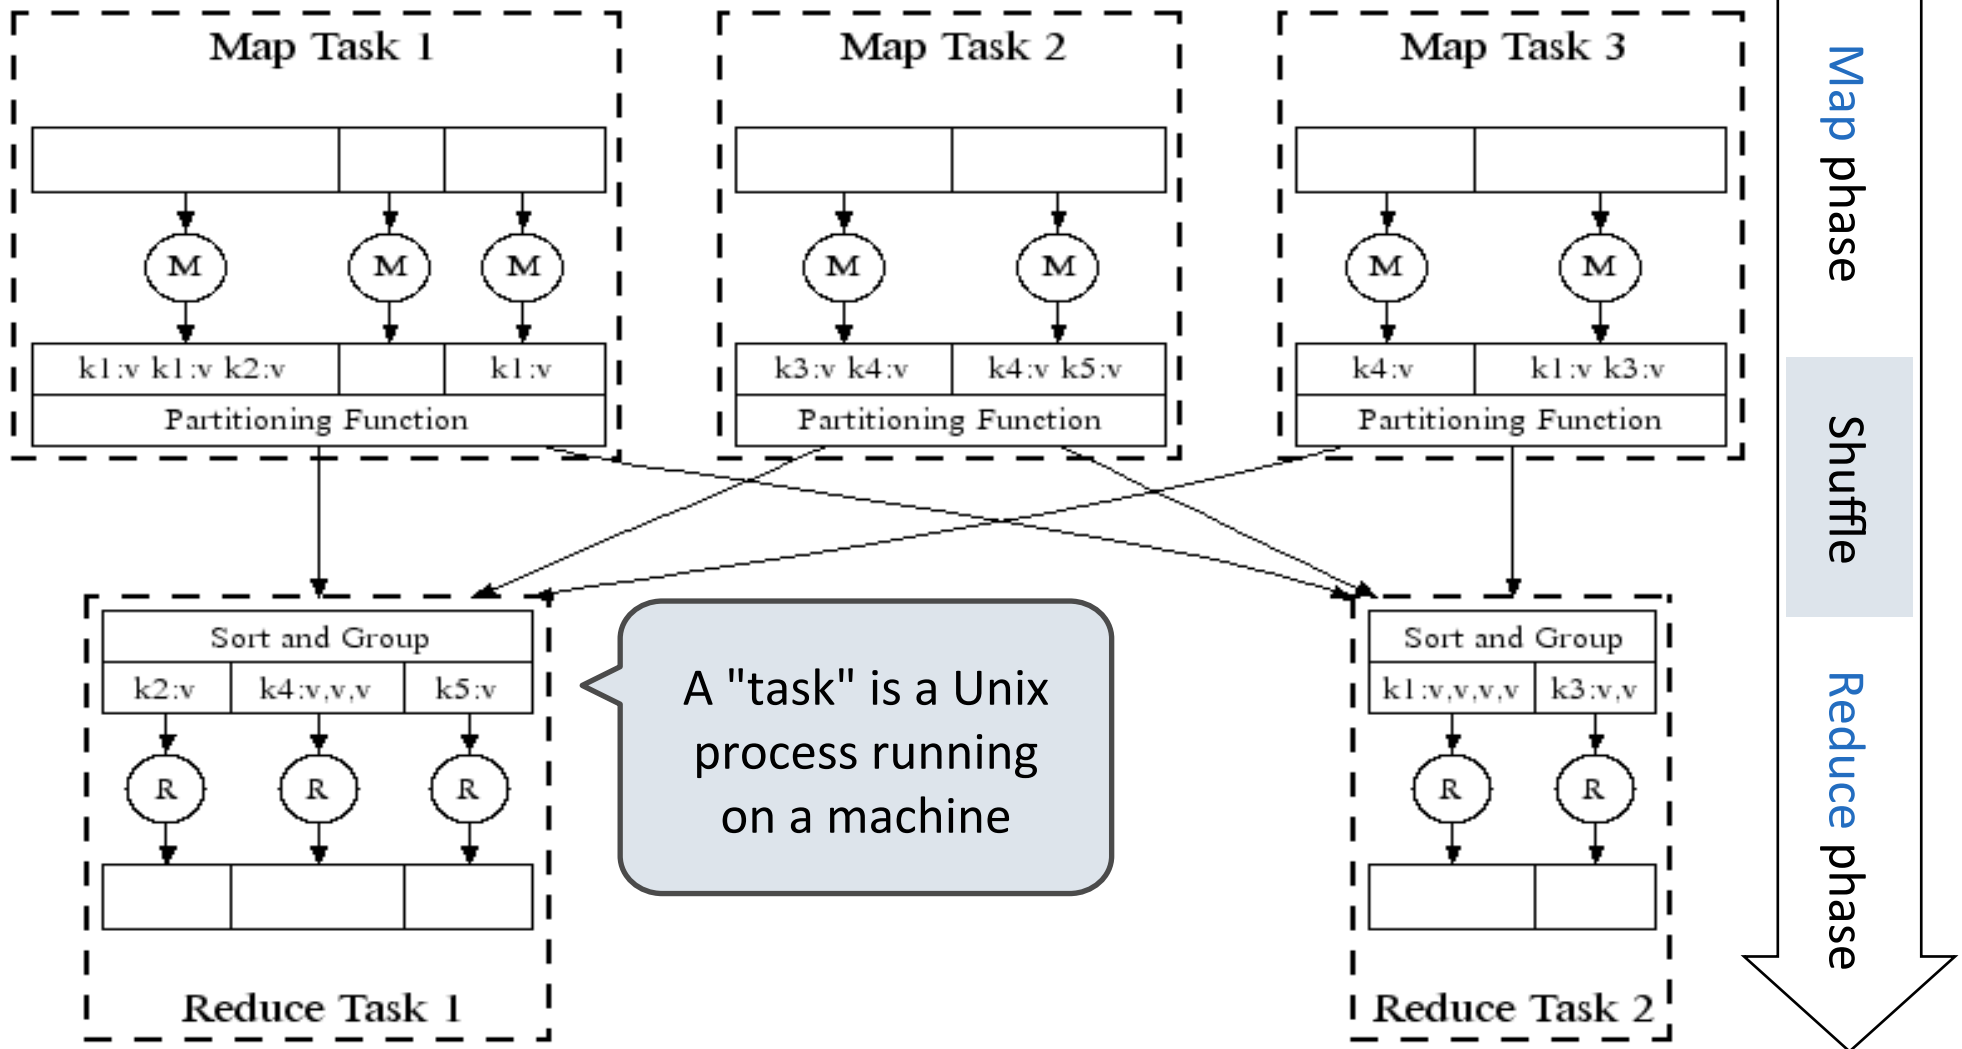 Map Task 1
Map Task 2
Map Task 3
M
M
M
M
M
M
M
k1:v k1:v k2:v
k1:v
k3:v k4:v
k4:v k5:v
k4:v
k1:v k3:v
Partitioning Function
Partitioning Function
Partitioning Function
Sort and Group
Sort and Group
k2:v
k4:v,v,v
k5:v
k1:v,v,v,v
k3:v,v
R
R
R
R
R
Reduce Task 1
Reduce Task 2
A "task" is a Unix
process running
on a machine
Map phase
Shuffle
Reduce phase